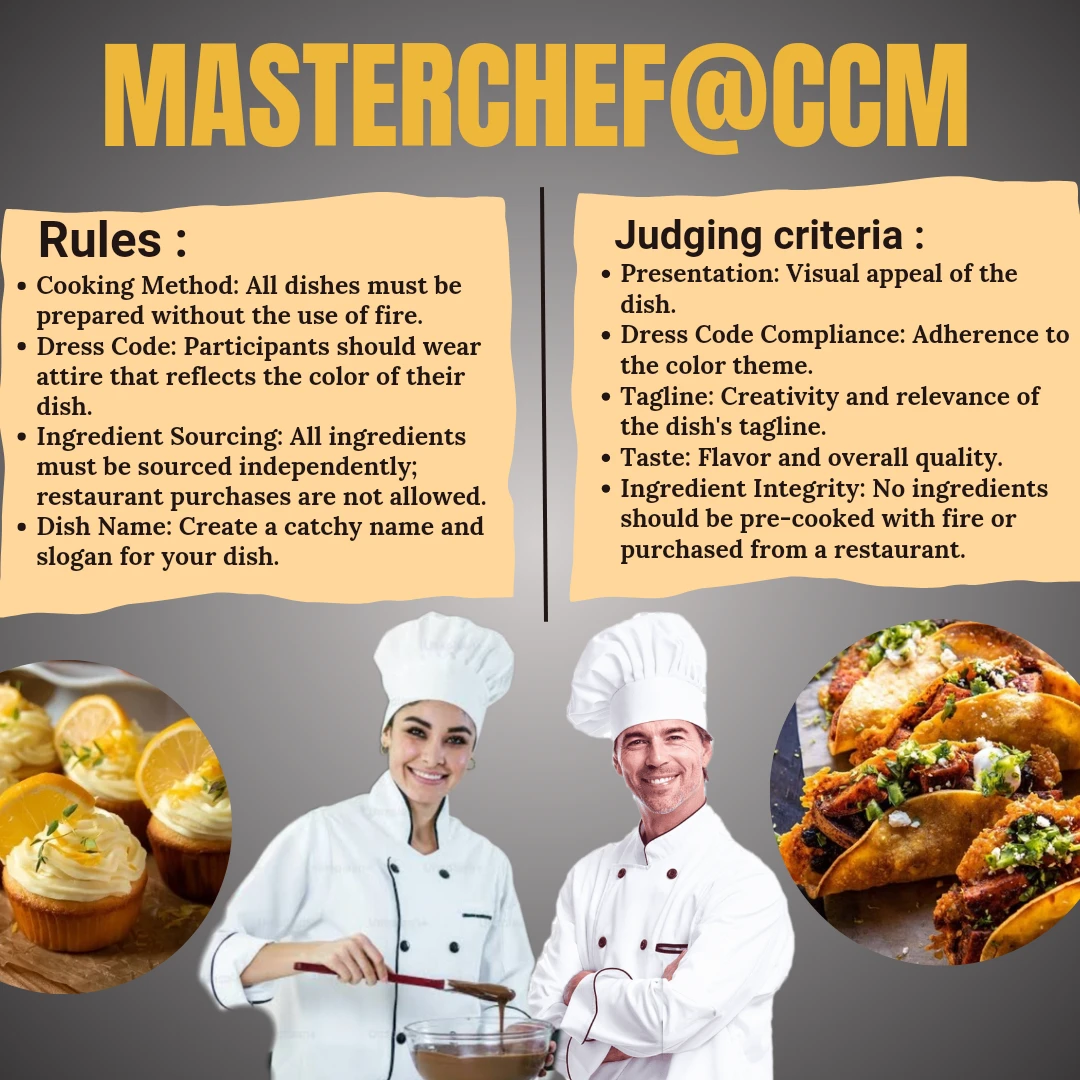 MASTERCHEF@CCM
Rules :
• Cooking Method: All dishes must be
prepared without the use of fire.
• Dress Code: Participants should wear
attire that reflects the color of their
dish.
• Ingredient Sourcing: All ingredients
must be sourced independently;
restaurant purchases are not allowed.
• Dish Name: Create a catchy name and
slogan for your dish.
Judging criteria :
• Presentation: Visual appeal of the
dish.
• Dress Code Compliance: Adherence to
the color theme.
• Tagline: Creativity and relevance of
the dish's tagline.
• Taste: Flavor and overall quality.
• Ingredient Integrity: No ingredients
should be pre-cooked with fire or
purchased from a restaurant.